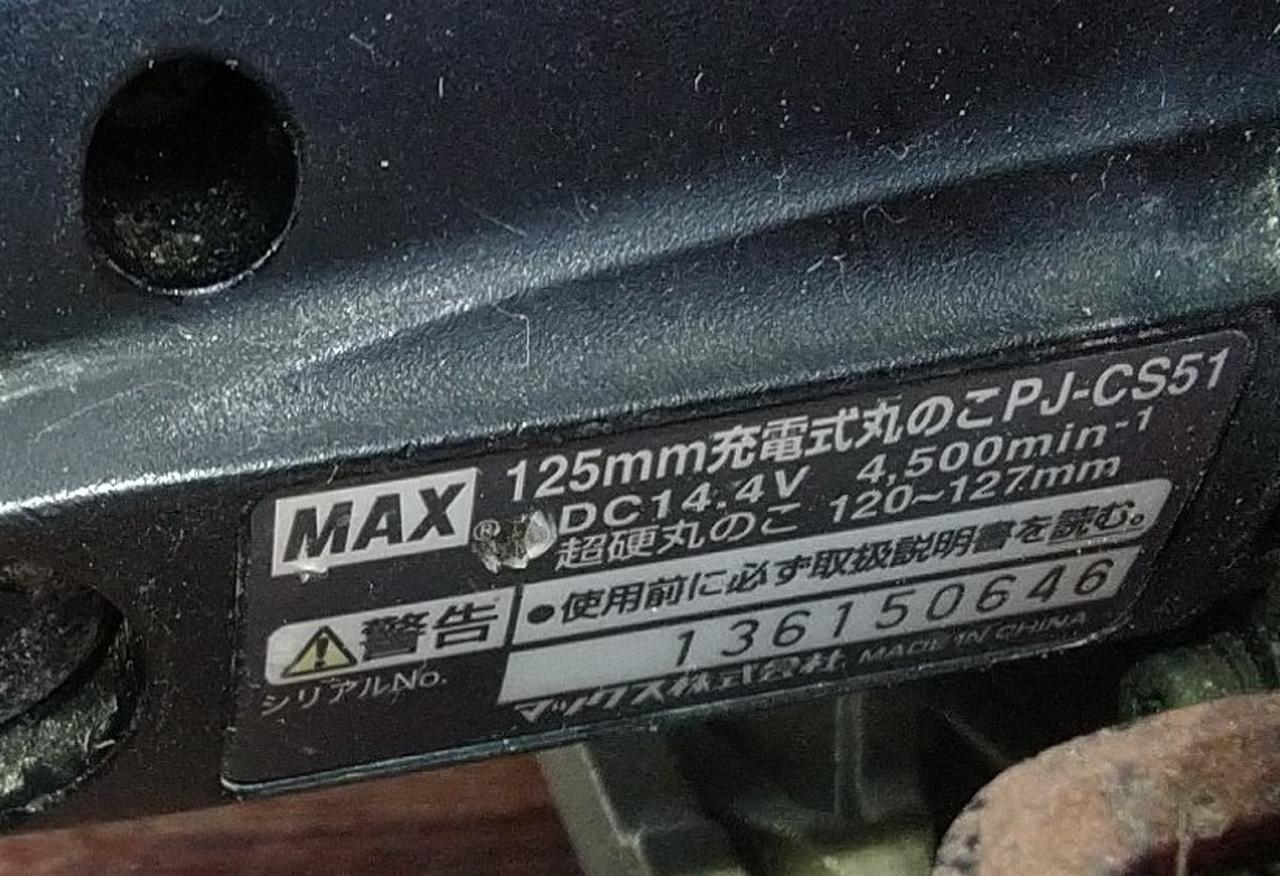 MAX®
125mm充電式丸のこPJ-CS51
DC14.4V 4,500min-1
超硬丸のこ 120~127mm
警告
●使用前に必ず取扱説明書を読む。
シリアルNo.
136150646
マックス株式会社 MADE IN CHINA